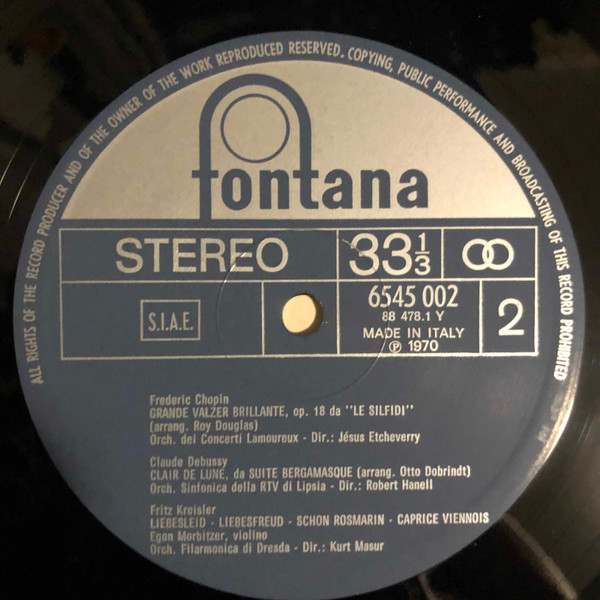 ALL RIGHTS OF THE RECORD PRODUCER AND OF THE OWNER OF THE WORK REPRODUCED RESERVED. COPYING, PUBLIC PERFORMANCE AND BROADCASTING OF THIS RECORD PROHIBITED
fontana
STEREO 33 1/3
S.I.A.E. 6545 002 2
88 478.1 Y
MADE IN ITALY
℗ 1970
Frederic Chopin
GRANDE VALZER BRILLANTE, op. 18 da "LE SILFIDI"
(arrang. Roy Douglas)
Orch. dei Concerti Lamoureux - Dir.: Jésus Etcheverry
Claude Debussy
CLAIR DE LUNE, da SUITE BERGAMASQUE (arrang. Otto Dobrindt)
Orch. Sinfonica della RTV di Lipsia - Dir.: Robert Hanell
Fritz Kreisler
LIEBESLEID - LIEBESFREUD - SCHON ROSMARIN - CAPRICE VIENNOIS
Egon Morbitzer, violino
Orch. Filarmonica di Dresda - Dir.: Kurt Masur